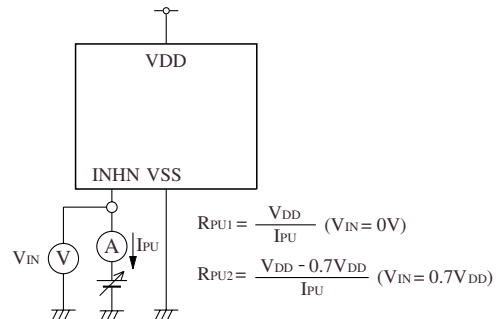 VDD
INHN VSS
VIN V A IPU
RPU1 = VDD / IPU (VIN = 0V)
RPU2 = VDD - 0.7VDD / IPU (VIN = 0.7VDD)